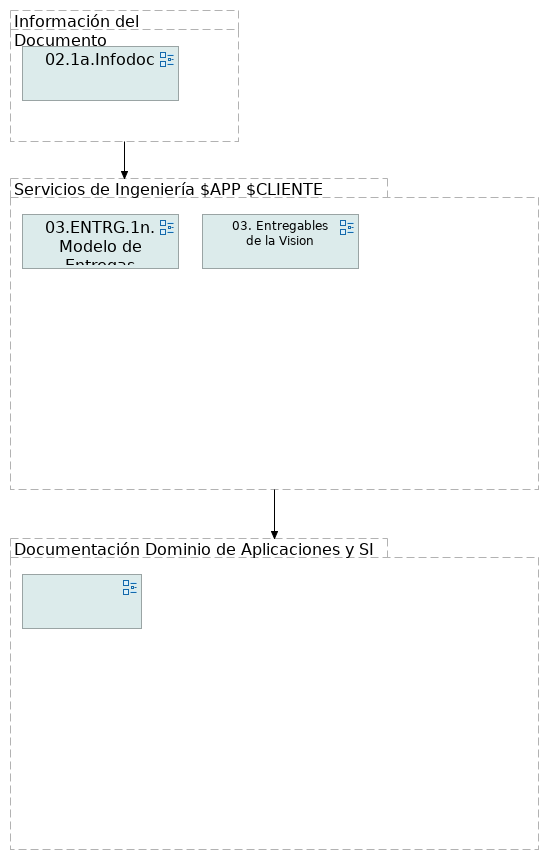 Información del
Documento
02.1a.Infodoc
Servicios de Ingeniería $APP $CLIENTE
03.ENTRG.1n.
Modelo de
Entregas
03. Entregables
de la Vision
Documentación Dominio de Aplicaciones y SI